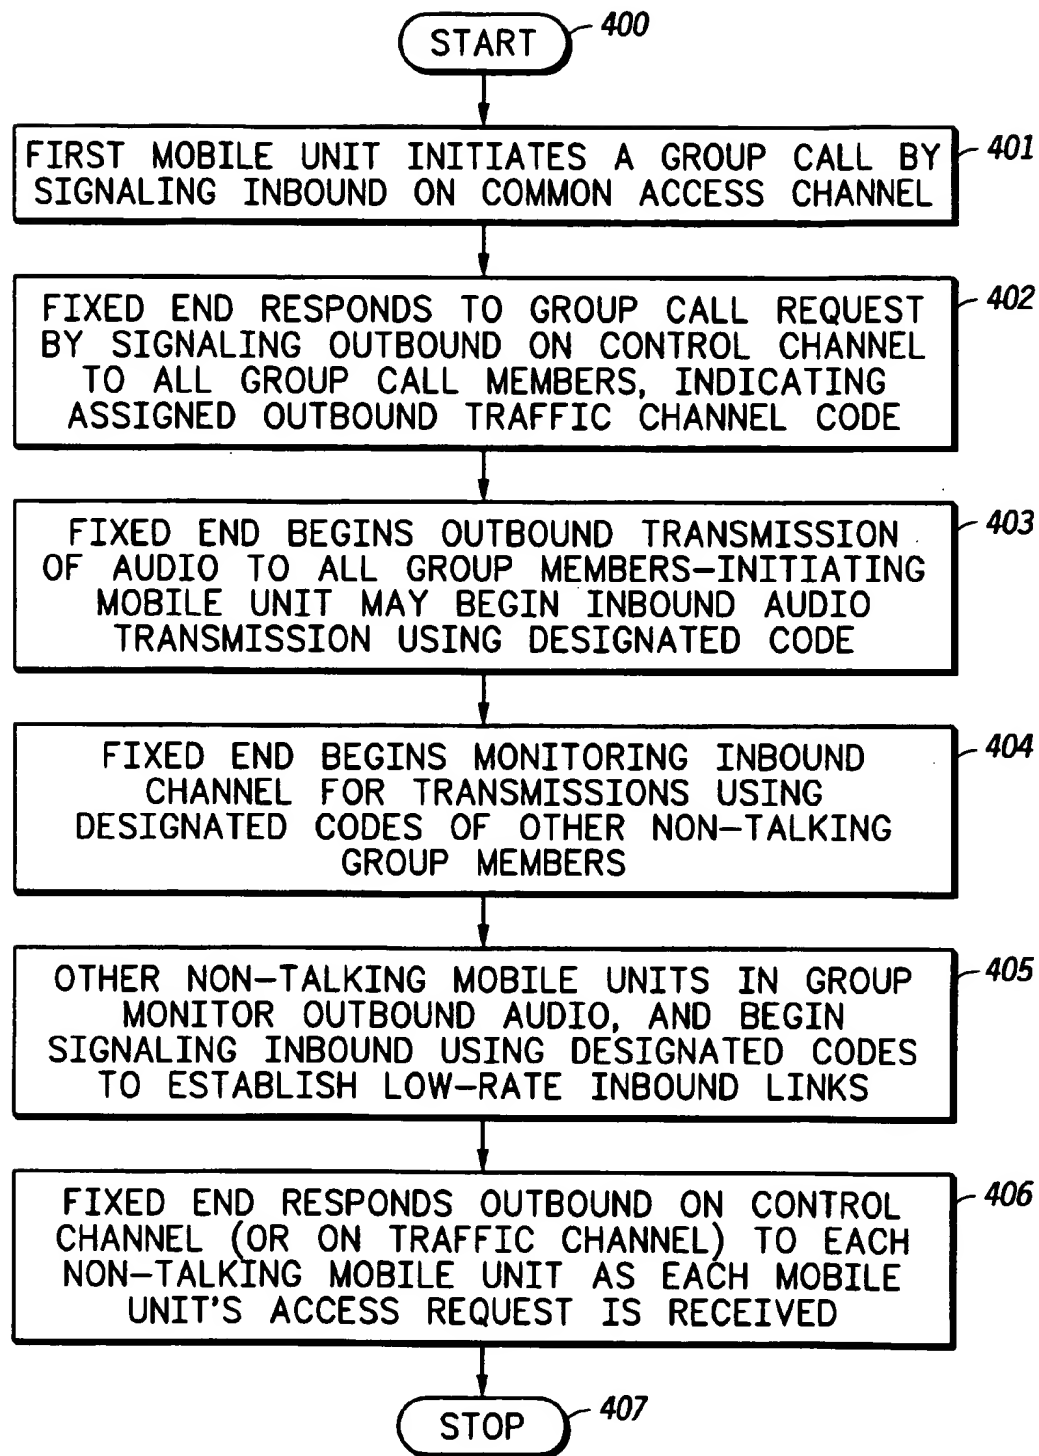 START
400
FIRST MOBILE UNIT INITIATES A GROUP CALL BY
SIGNALING INBOUND ON COMMON ACCESS CHANNEL
401
FIXED END RESPONDS TO GROUP CALL REQUEST
BY SIGNALING OUTBOUND ON CONTROL CHANNEL
TO ALL GROUP CALL MEMBERS, INDICATING
ASSIGNED OUTBOUND TRAFFIC CHANNEL CODE
402
FIXED END BEGINS OUTBOUND TRANSMISSION
OF AUDIO TO ALL GROUP MEMBERS-INITIATING
MOBILE UNIT MAY BEGIN INBOUND AUDIO
TRANSMISSION USING DESIGNATED CODE
403
FIXED END BEGINS MONITORING INBOUND
CHANNEL FOR TRANSMISSIONS USING
DESIGNATED CODES OF OTHER NON-TALKING
GROUP MEMBERS
404
OTHER NON-TALKING MOBILE UNITS IN GROUP
MONITOR OUTBOUND AUDIO, AND BEGIN
SIGNALING INBOUND USING DESIGNATED CODES
TO ESTABLISH LOW-RATE INBOUND LINKS
405
FIXED END RESPONDS OUTBOUND ON CONTROL
CHANNEL (OR ON TRAFFIC CHANNEL) TO EACH
NON-TALKING MOBILE UNIT AS EACH MOBILE
UNIT'S ACCESS REQUEST IS RECEIVED
406
STOP
407